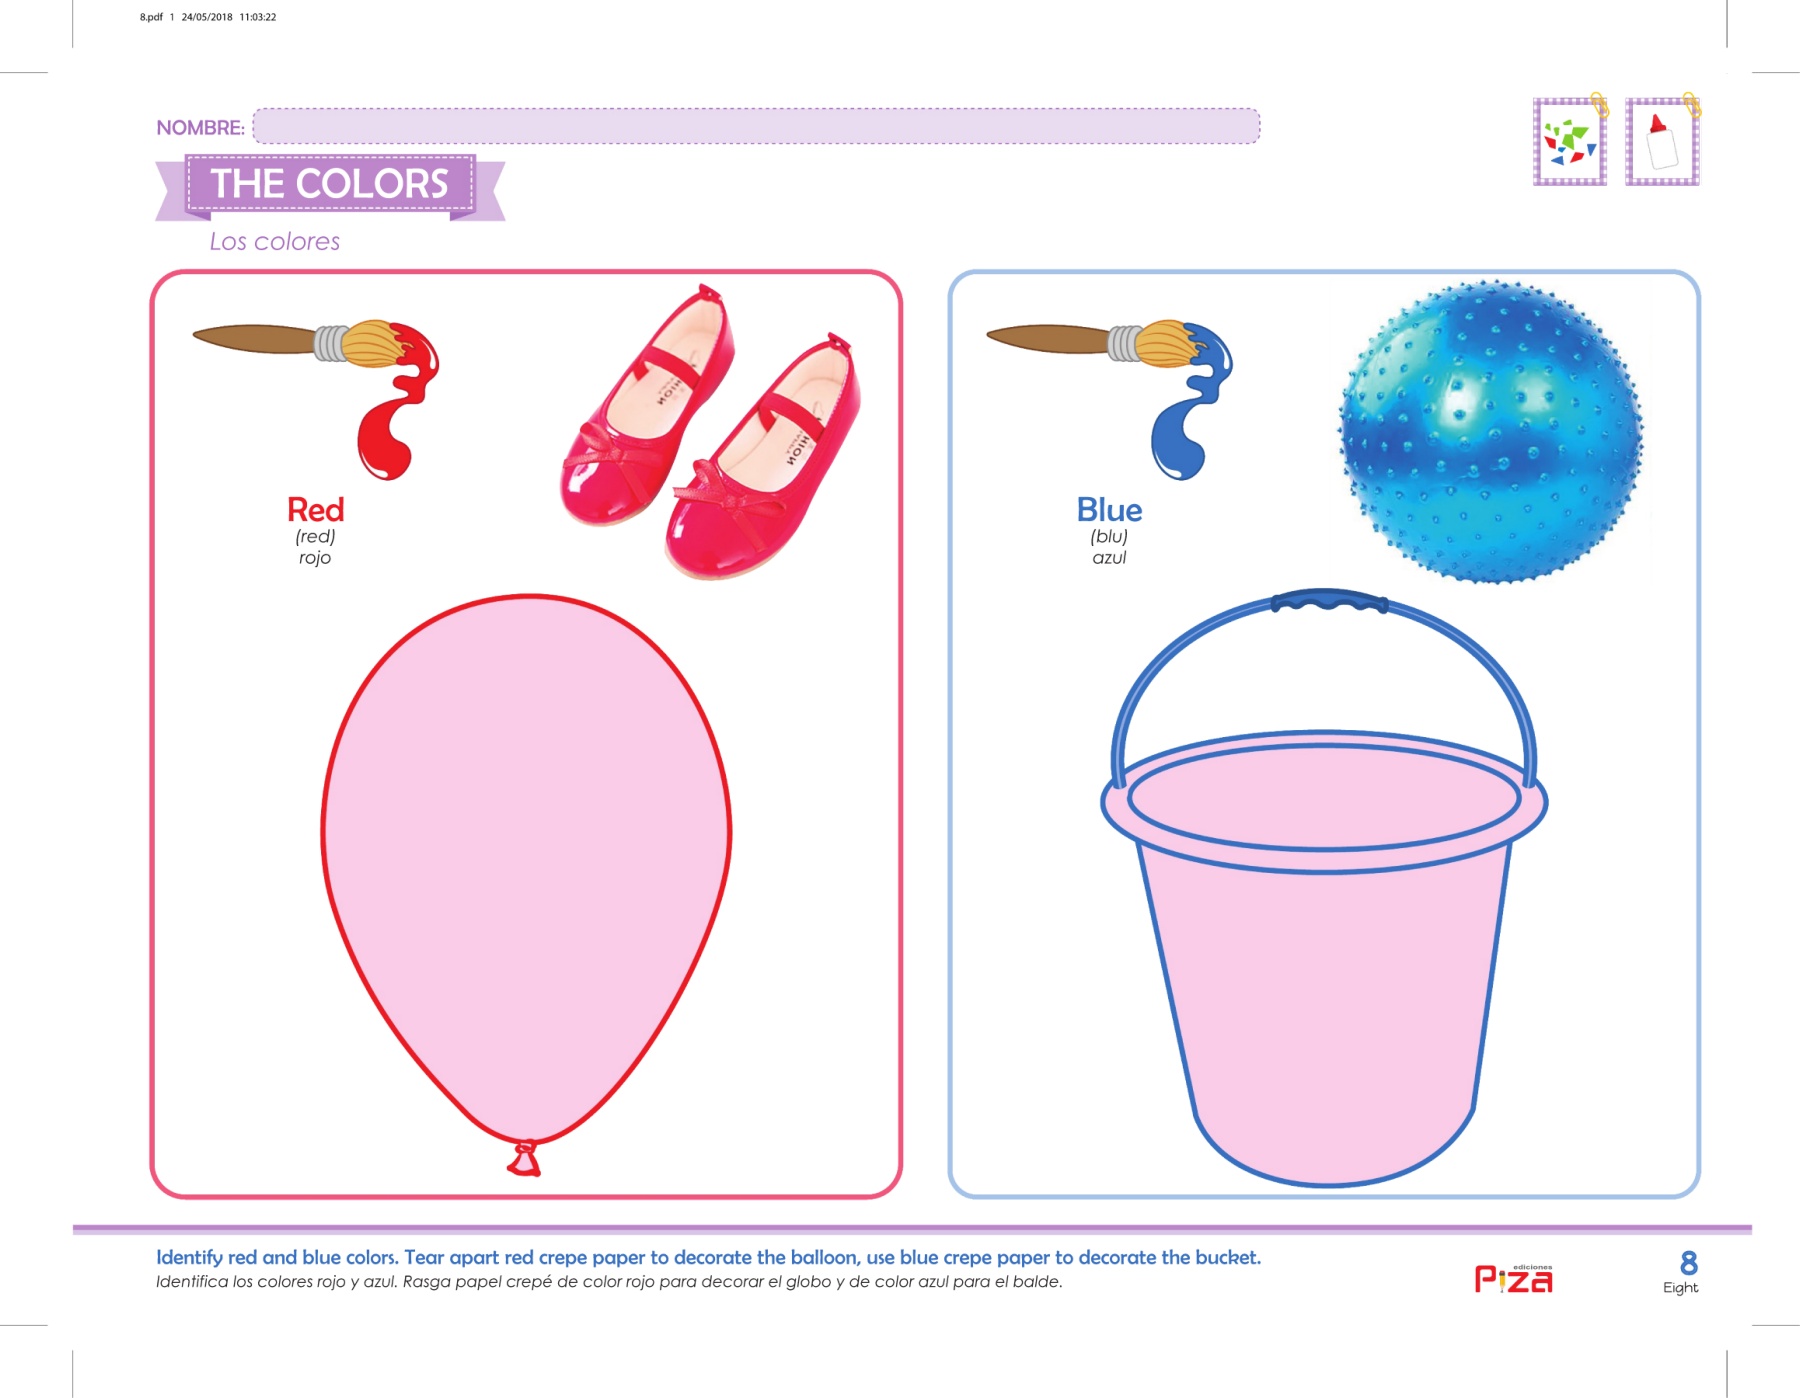 8.pdf 1 24/05/2018 11:03:22
NOMBRE:
THE COLORS
Los colores
Red
(red)
rojo
Blue
(blu)
azul
Identify red and blue colors. Tear apart red crepe paper to decorate the balloon, use blue crepe paper to decorate the bucket.
Identifica los colores rojo y azul. Rasga papel crepé de color rojo para decorar el globo y de color azul para el balde.
ediciones
Piza
8
Eight